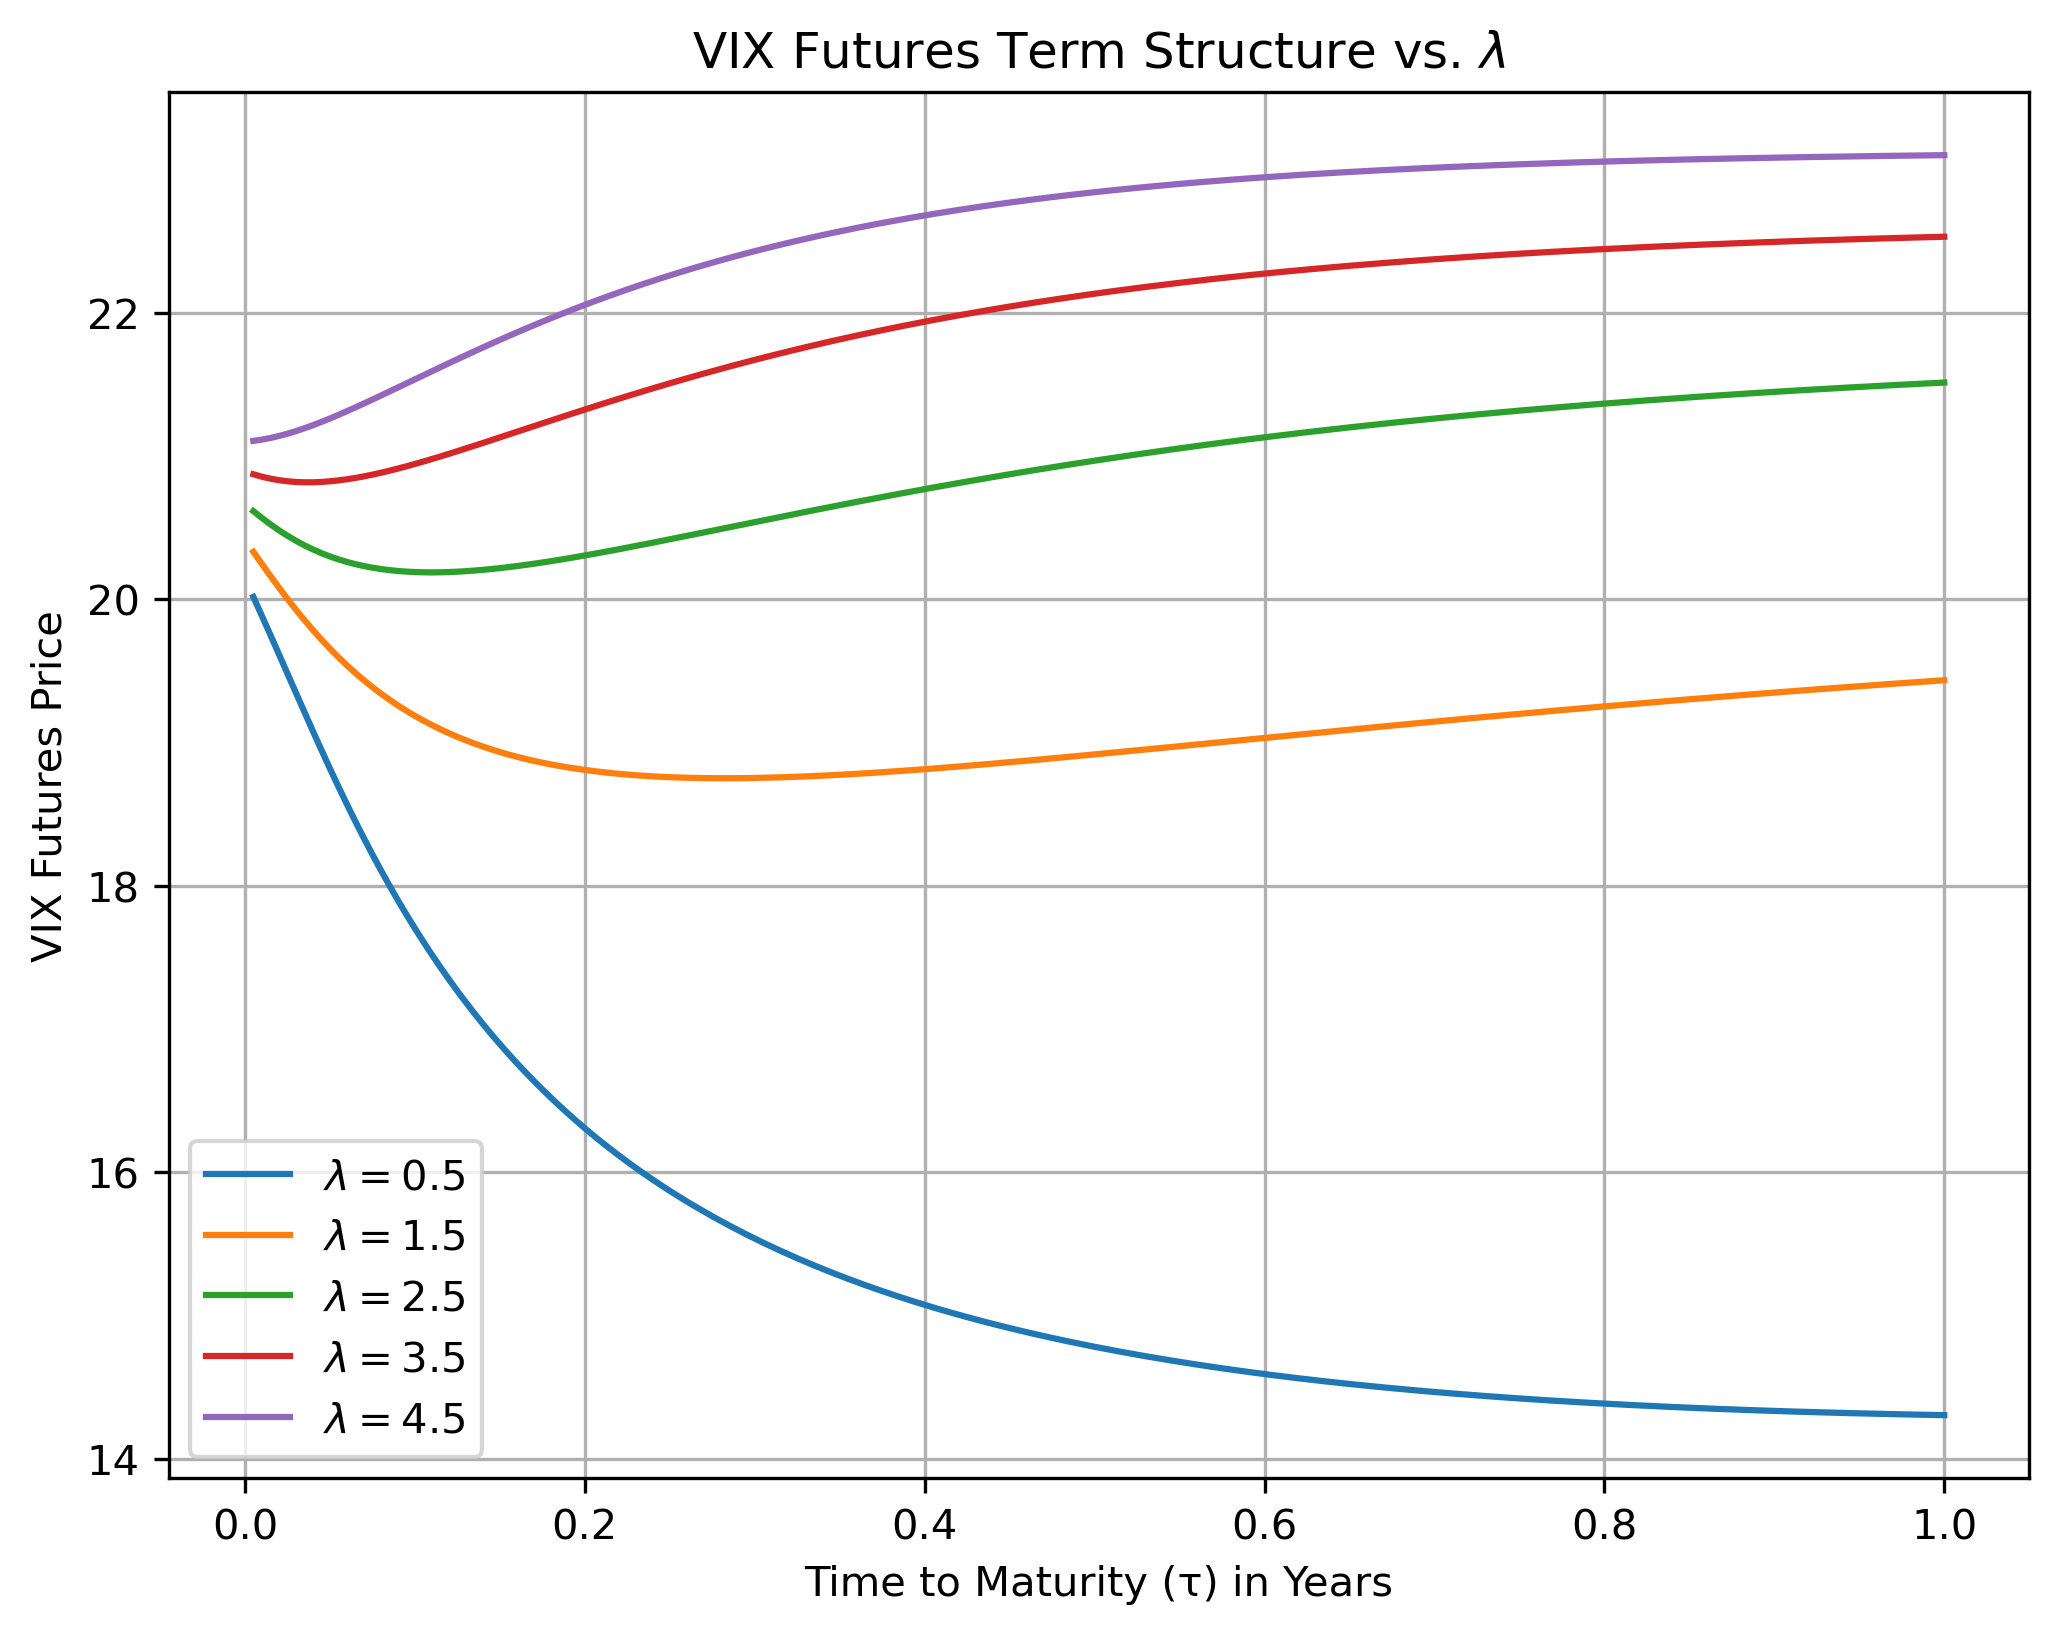 VIX Futures Term Structure vs. λ
VIX Futures Price
22
20
18
16
14
λ = 0.5
λ = 1.5
λ = 2.5
λ = 3.5
λ = 4.5
0.0 0.2 0.4 0.6 0.8 1.0
Time to Maturity (τ) in Years